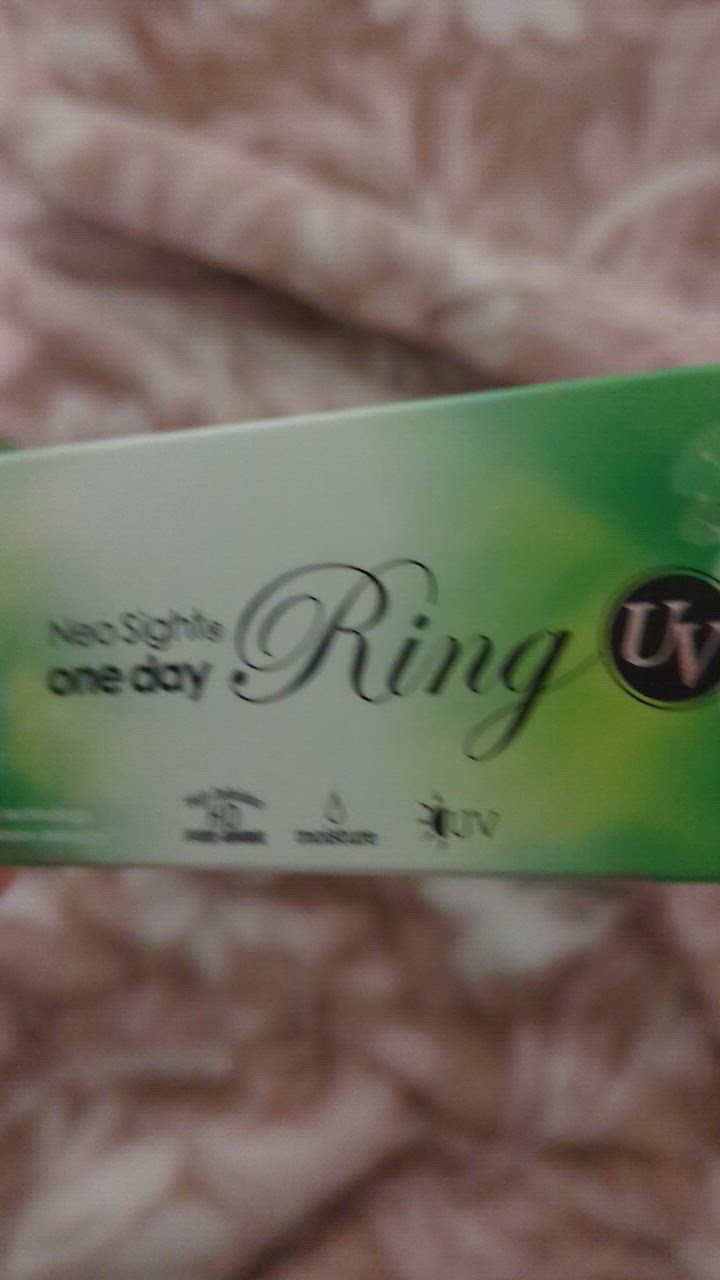 Neo Sights
one day Ring UV
moisture UV